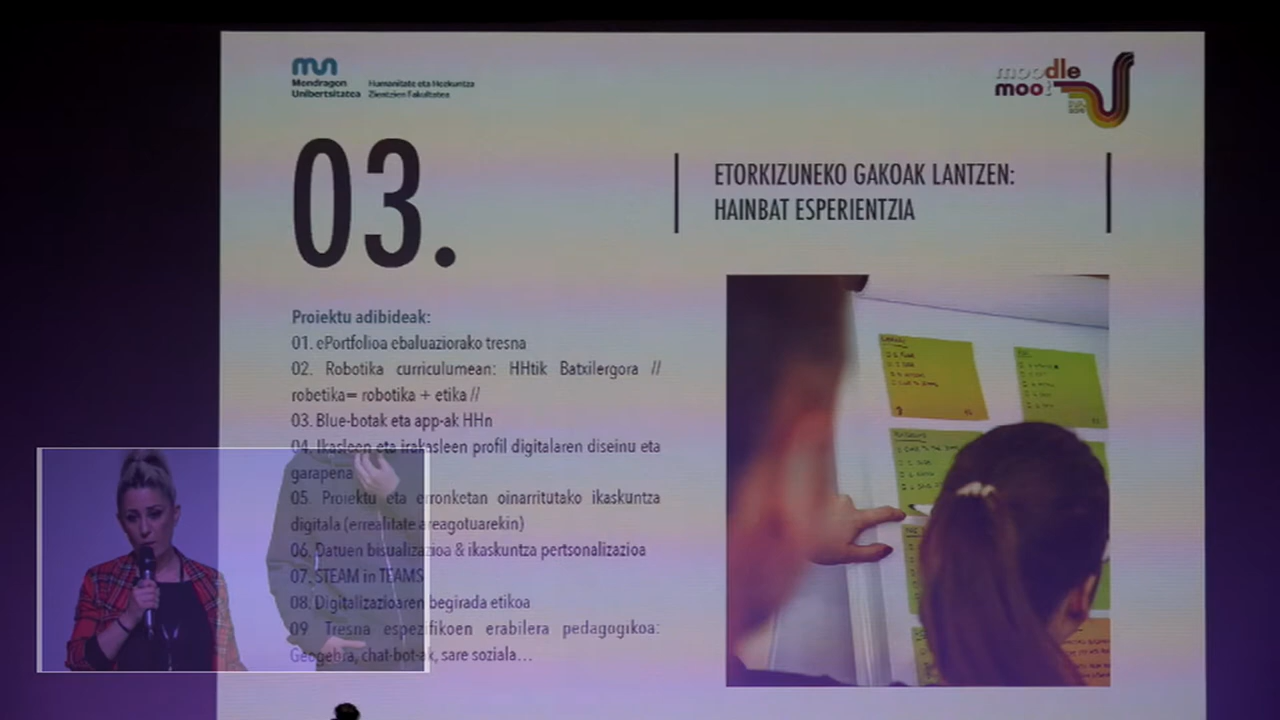 Mondragon
Unibertsitatea
Humanitate eta Hezkuntza
Zientzien Fakultatea
moodle
moot
03.
ETORKIZUNEKO GAKOAK LANTZEN:
HAINBAT ESPERIENTZIA
Proiektu adibideak:
01. ePortfolioa ebaluaziorako tresna
02. Robotika curriculumean: HHtik Batxilergora //
robetika= robotika + etika //
03. Blue-botak eta app-ak HHn
04. Ikasleen eta irakasleen profil digitalaren diseinu eta
garapena
05. Proiektu eta erronketan oinarritutako ikaskuntza
digitala (errealitate areagotuarekin)
06. Datuen bisualizazioa & ikaskuntza pertsonalizazioa
07. STEAM in TEAMS
08. Digitalizazioaren begirada etikoa
09 Tresna espezifikoen erabilera pedagogikoa:
Geogebra, chat-bot-ak, sare soziala...